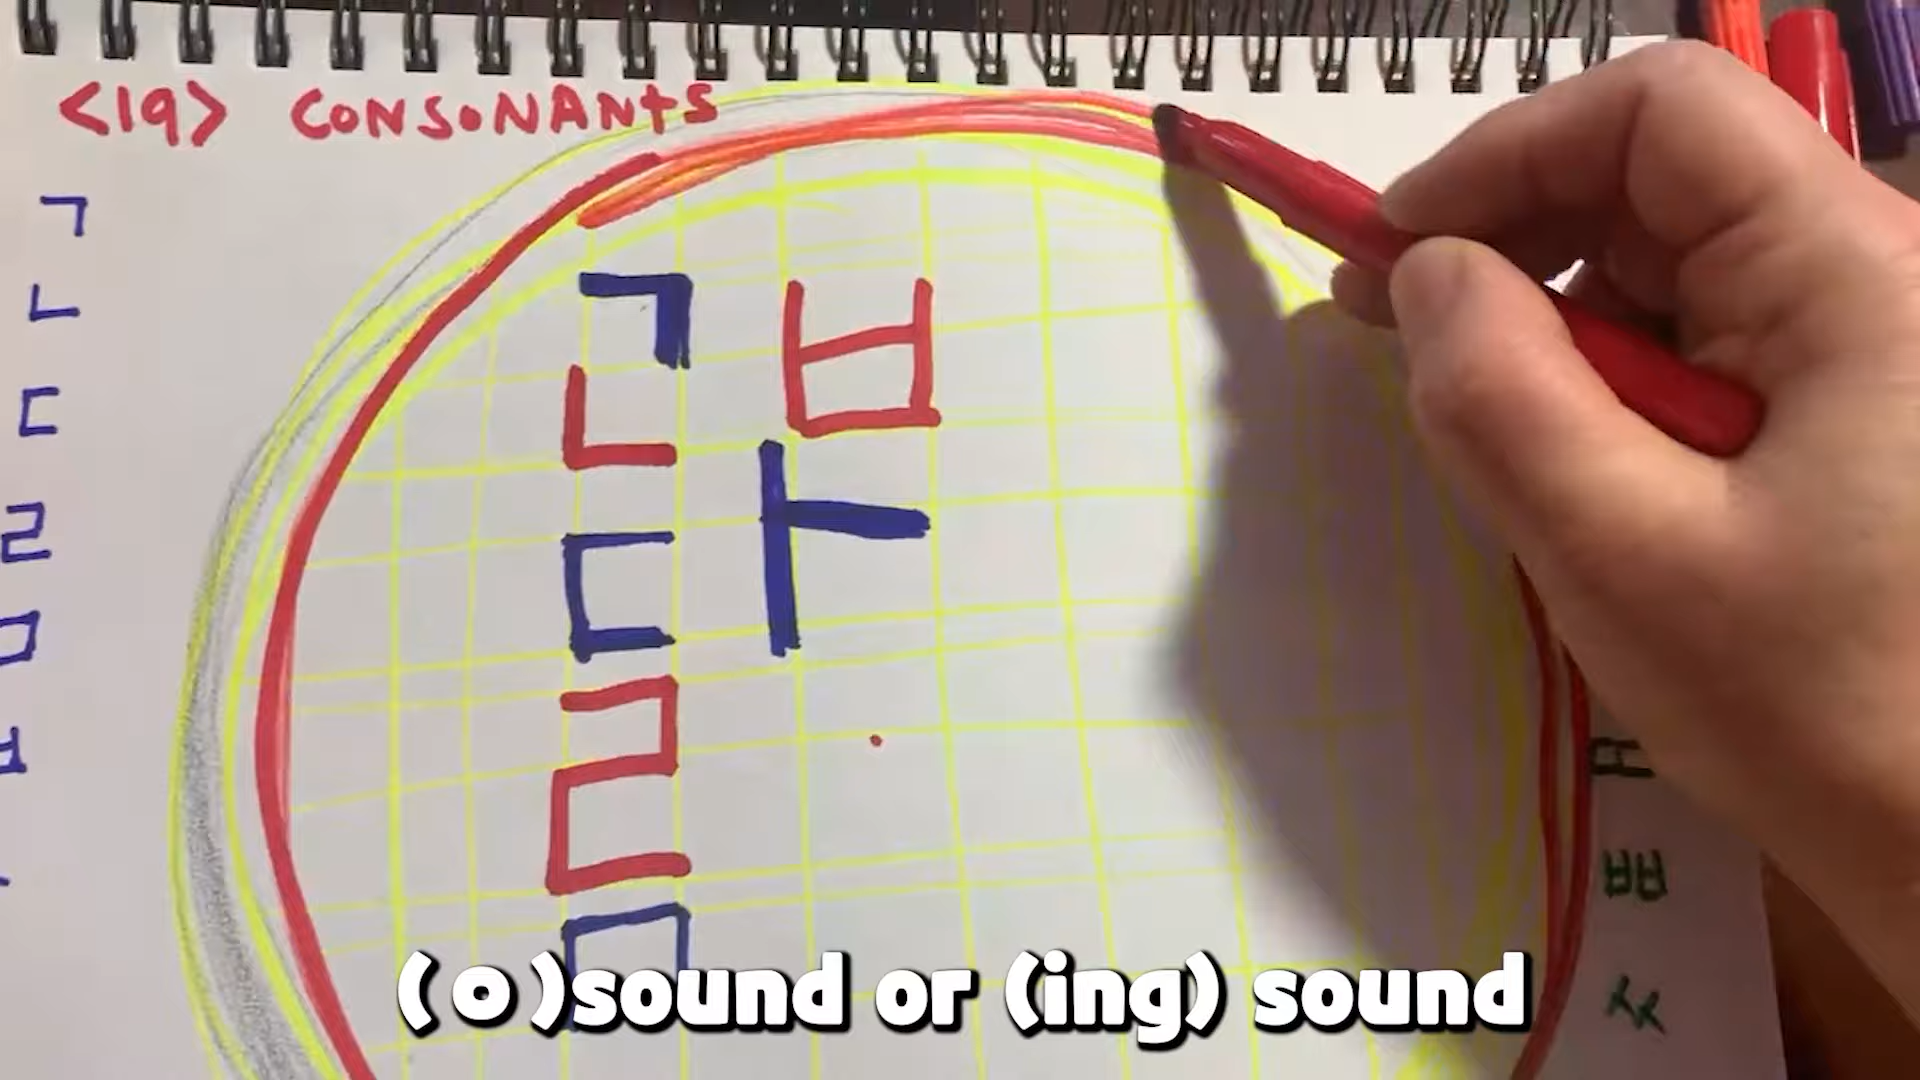 <19> CONSONANTS
ㄱ
ㄴ
ㄷ
ㄹ
ㅁ
ㅂ
ㄱ
ㄴ
ㄷ
ㄹ
ㅁ
ㅂ
ㅏ
ㅃ
ㅆ
(ㅇ)sound or (ing) sound